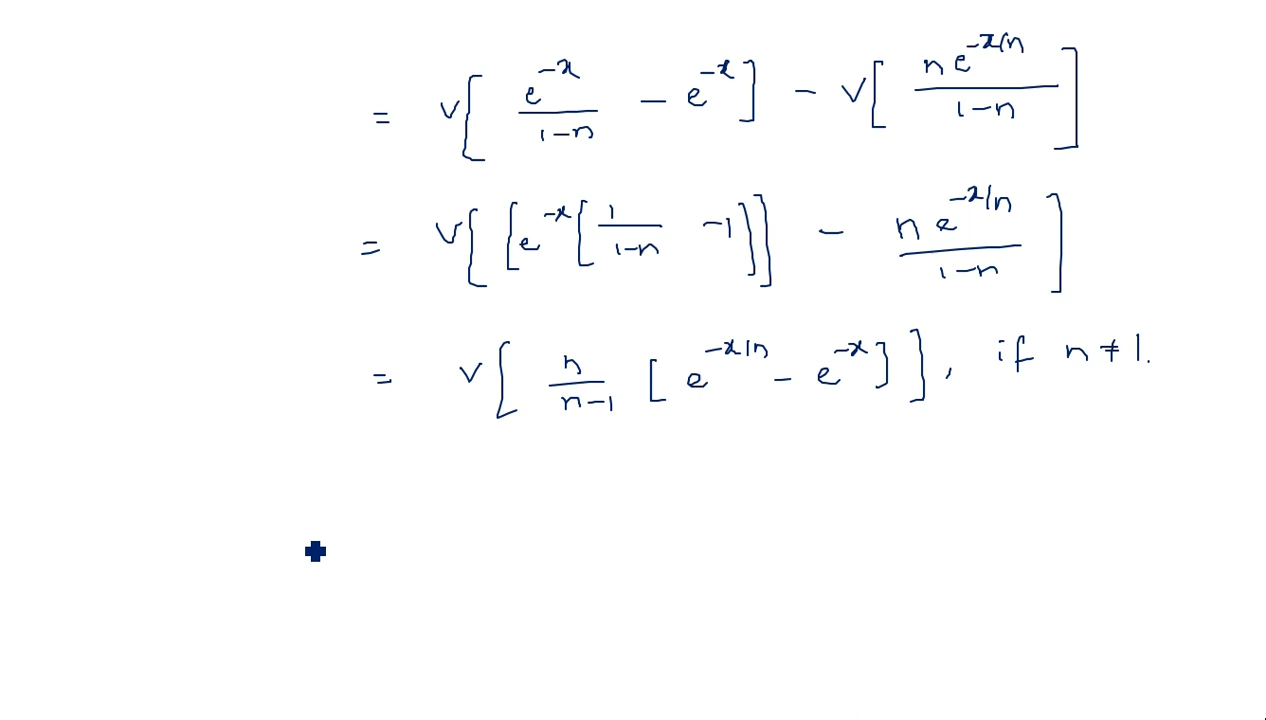 = V[ e^{-x}/(1-n) - e^{-x} ] - V[ n e^{-x/n}/(1-n) ]
= V[ [ e^{-x} [ 1/(1-n) -1 ] ] - n e^{-x/n}/(1-n) ]
= V[ n/(n-1) [ e^{-x/n} - e^{-x} ] ], if n ≠ 1.